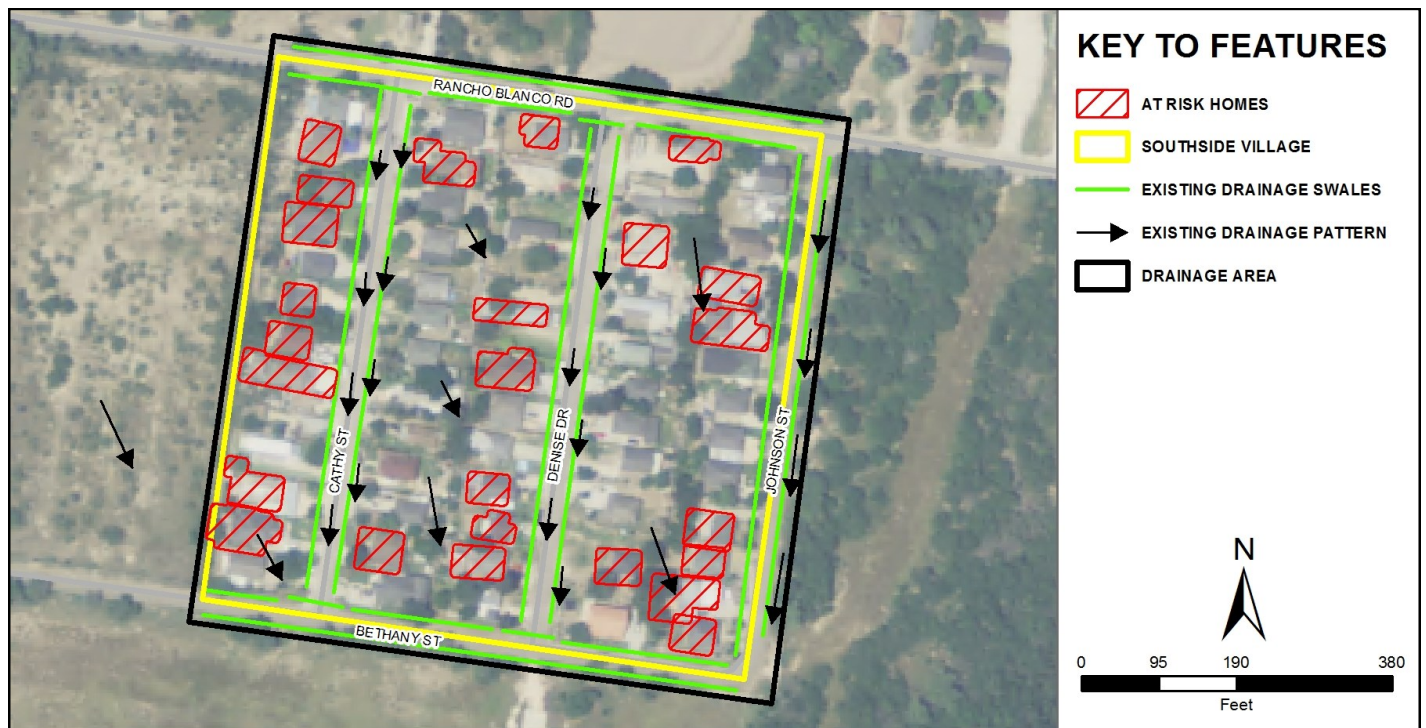 RANCHO BLANCO RD
CATHY ST
DENISE DR
JOHNSON ST
BETHANY ST
KEY TO FEATURES
AT RISK HOMES
SOUTHSIDE VILLAGE
EXISTING DRAINAGE SWALES
EXISTING DRAINAGE PATTERN
DRAINAGE AREA
N
0 95 190 380
Feet